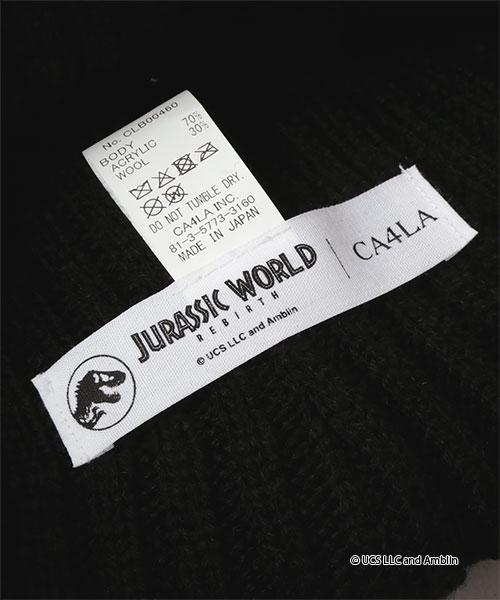 No. CLB00460
BODY
ACRYLIC 70%
WOOL 30%
DO NOT TUMBLE DRY.
CA4LA INC.
81-3-5773-3160
MADE IN JAPAN
JURASSIC WORLD
REBIRTH
© UCS LLC and Amblin
CA4LA
© UCS LLC and Amblin